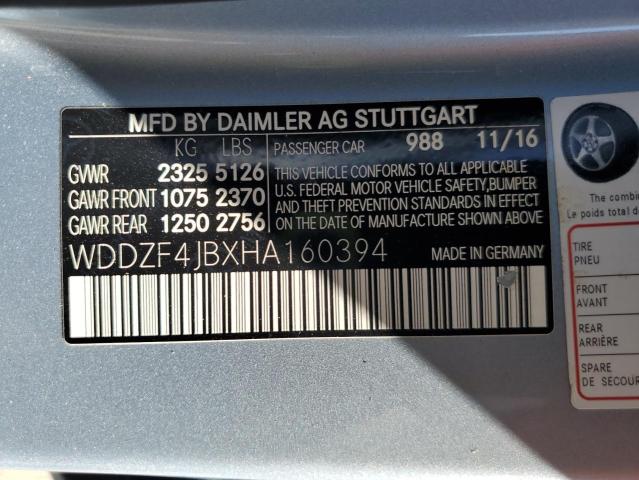 MFD BY DAIMLER AG STUTTGART
KG LBS PASSENGER CAR 988 11/16
GVWR 2325 5126
GAWR FRONT 1075 2370
GAWR REAR 1250 2756
THIS VEHICLE CONFORMS TO ALL APPLICABLE
U.S. FEDERAL MOTOR VEHICLE SAFETY, BUMPER
AND THEFT PREVENTION STANDARDS IN EFFECT
ON THE DATE OF MANUFACTURE SHOWN ABOVE.
WDDZF4JBXHA160394 MADE IN GERMANY
The combi
Le poids total d
TIRE
PNEU
FRONT
AVANT
REAR
ARRIÈRE
SPARE
DE SECOUR